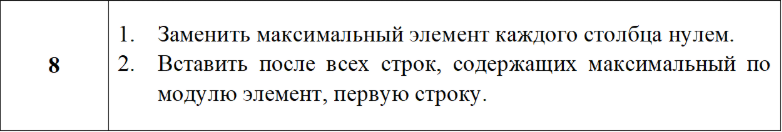 8
1. Заменить максимальный элемент каждого столбца нулем.
2. Вставить после всех строк, содержащих максимальный по
модулю элемент, первую строку.